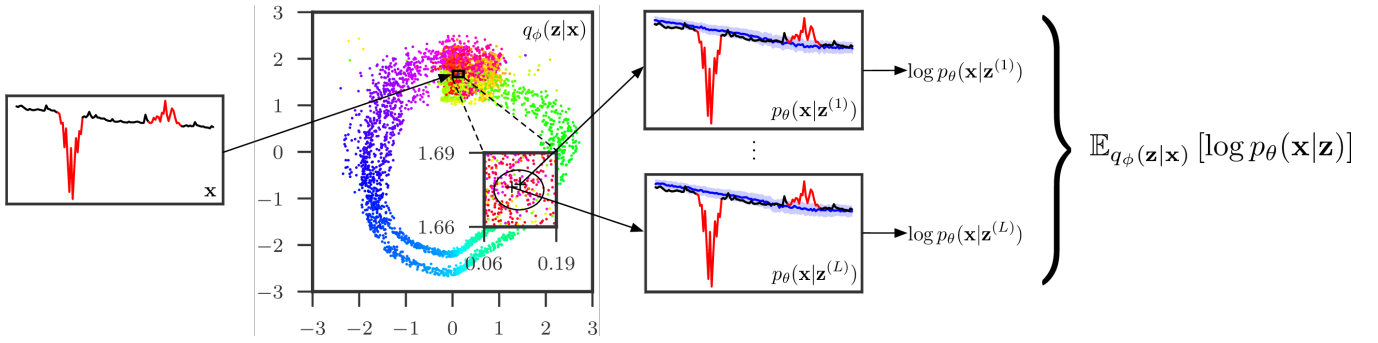 x
3
2
1
0
−1
−2
−3
−3 −2 −1 0 1 2 3
qϕ(z|x)
1.69
1.66
0.06 0.19
pθ(x|z(1))
log pθ(x|z(1))
⋮
pθ(x|z(L))
log pθ(x|z(L))
𝔼qϕ(z|x) [log pθ(x|z)]